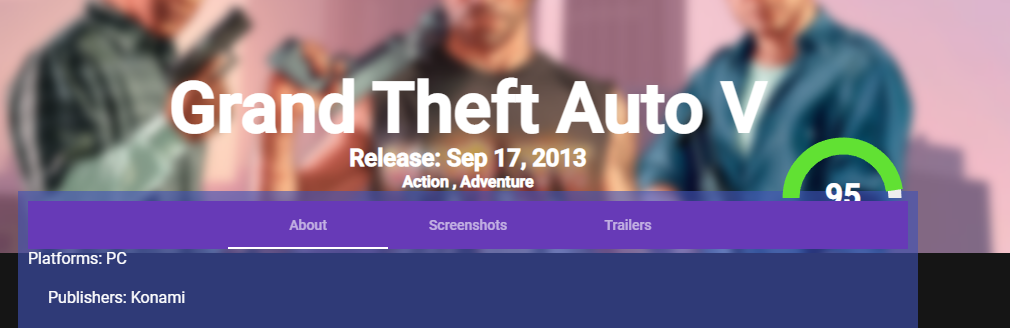 Grand Theft Auto V
Release: Sep 17, 2013
Action , Adventure
95
About Screenshots Trailers
Platforms: PC
Publishers: Konami